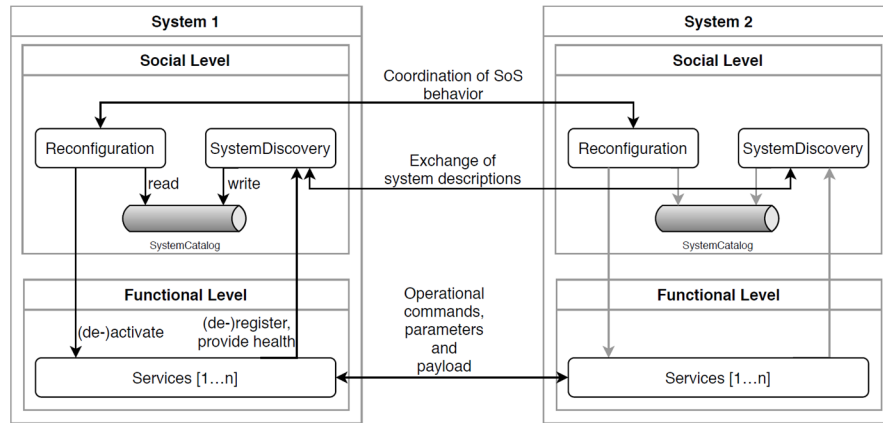 System 1
System 2
Social Level
Social Level
Coordination of SoS
behavior
Reconfiguration
SystemDiscovery
Reconfiguration
SystemDiscovery
Exchange of
system descriptions
read
write
SystemCatalog
SystemCatalog
Functional Level
Functional Level
Operational
commands,
parameters
and
payload
(de-)activate
(de-)register,
provide health
Services [1...n]
Services [1...n]